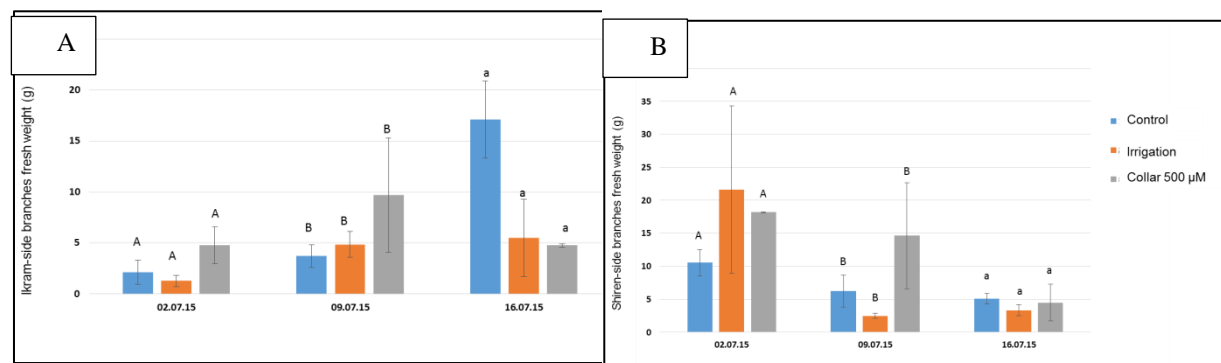 A
Ikram-side branches fresh weight (g)
20
15
10
5
0
A
A
A
B
B
B
a
a
a
02.07.15
09.07.15
16.07.15
B
Shiren-side branches fresh weight (g)
35
30
25
20
15
10
5
0
A
A
A
B
B
B
a
a
a
02.07.15
09.07.15
16.07.15
Control
Irrigation
Collar 500 µM